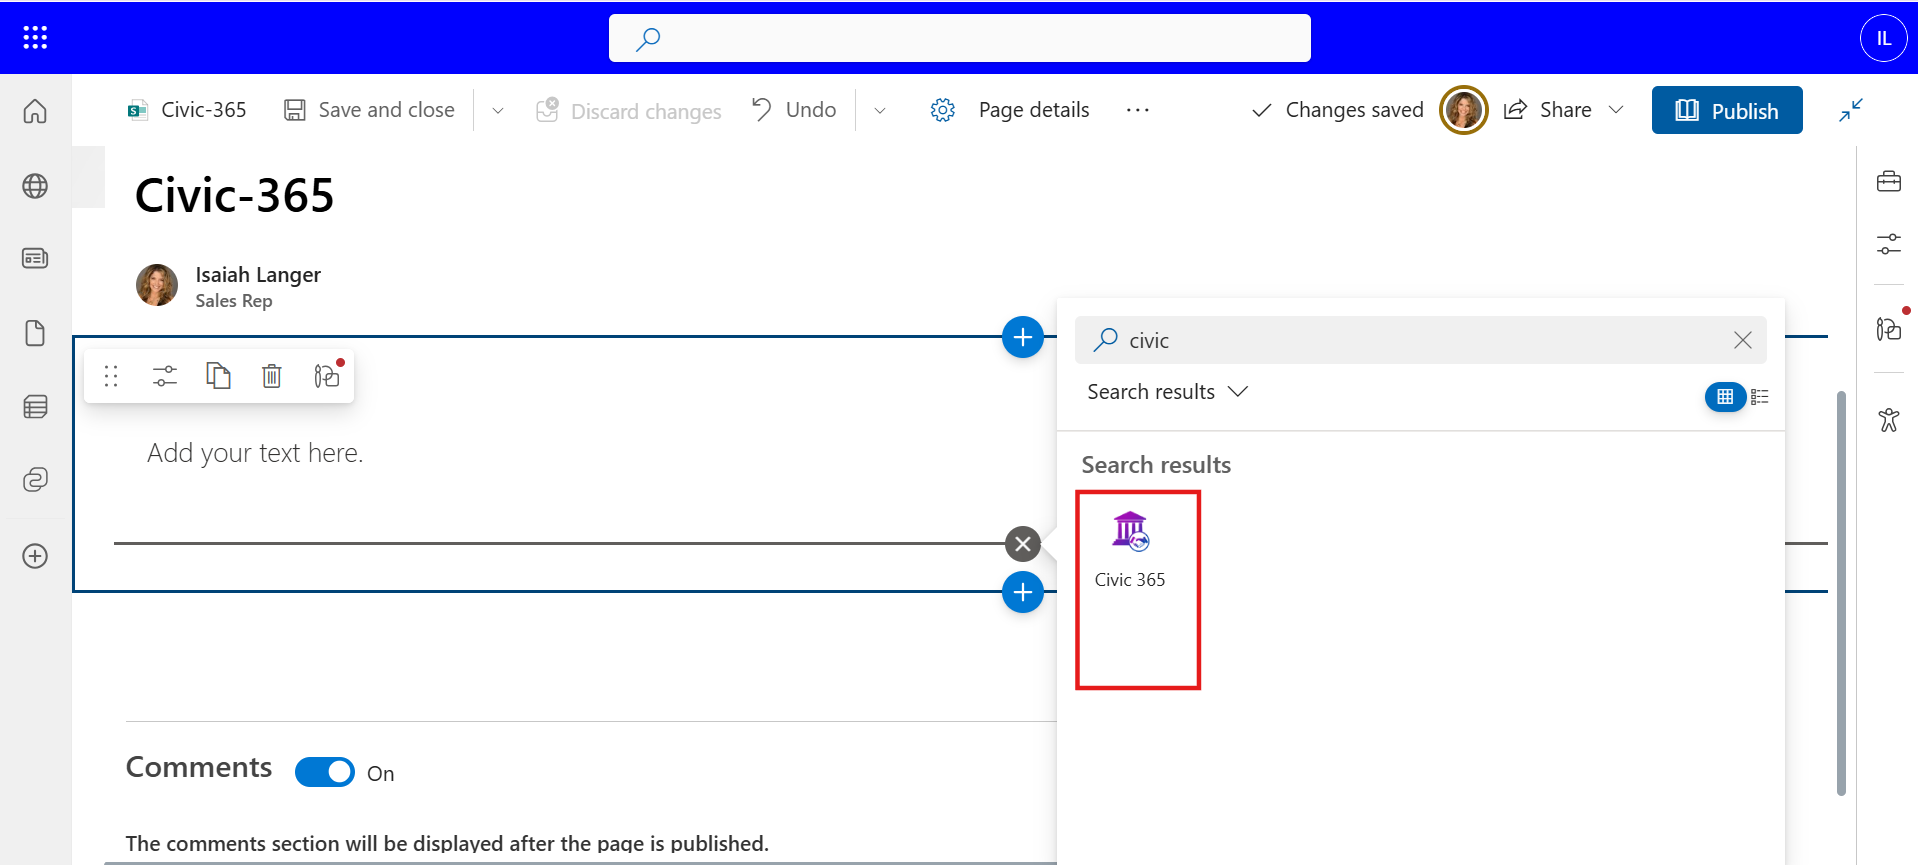 IL
Civic-365
Save and close
Discard changes
Undo
Page details
Changes saved
Share
Publish
Civic-365
Isaiah Langer
Sales Rep
civic
Search results
Search results
Civic 365
Add your text here.
Comments
On
The comments section will be displayed after the page is published.